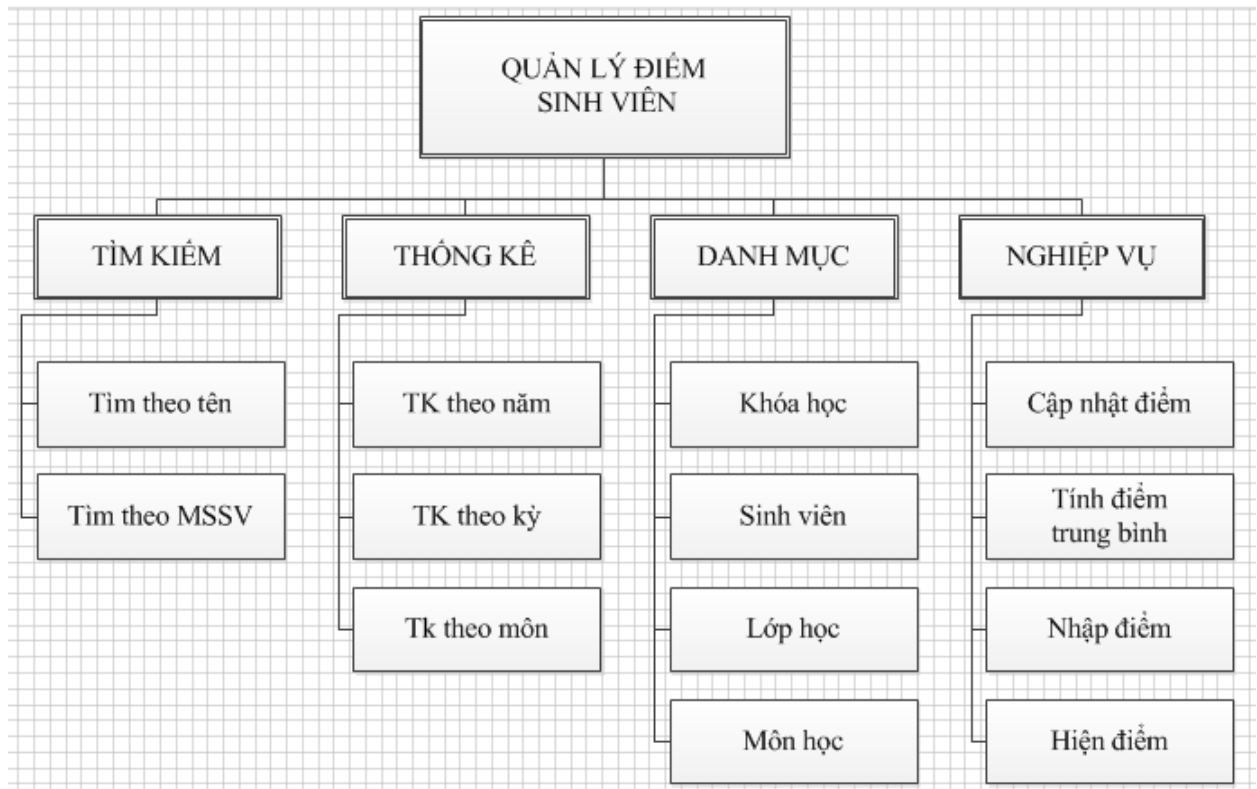 QUẢN LÝ ĐIỂM
SINH VIÊN
TÌM KIẾM
THỐNG KÊ
DANH MỤC
NGHIỆP VỤ
Tìm theo tên
TK theo năm
Khóa học
Cập nhật điểm
Tìm theo MSSV
TK theo kỳ
Sinh viên
Tính điểm
trung bình
Tk theo môn
Lớp học
Nhập điểm
Môn học
Hiện điểm